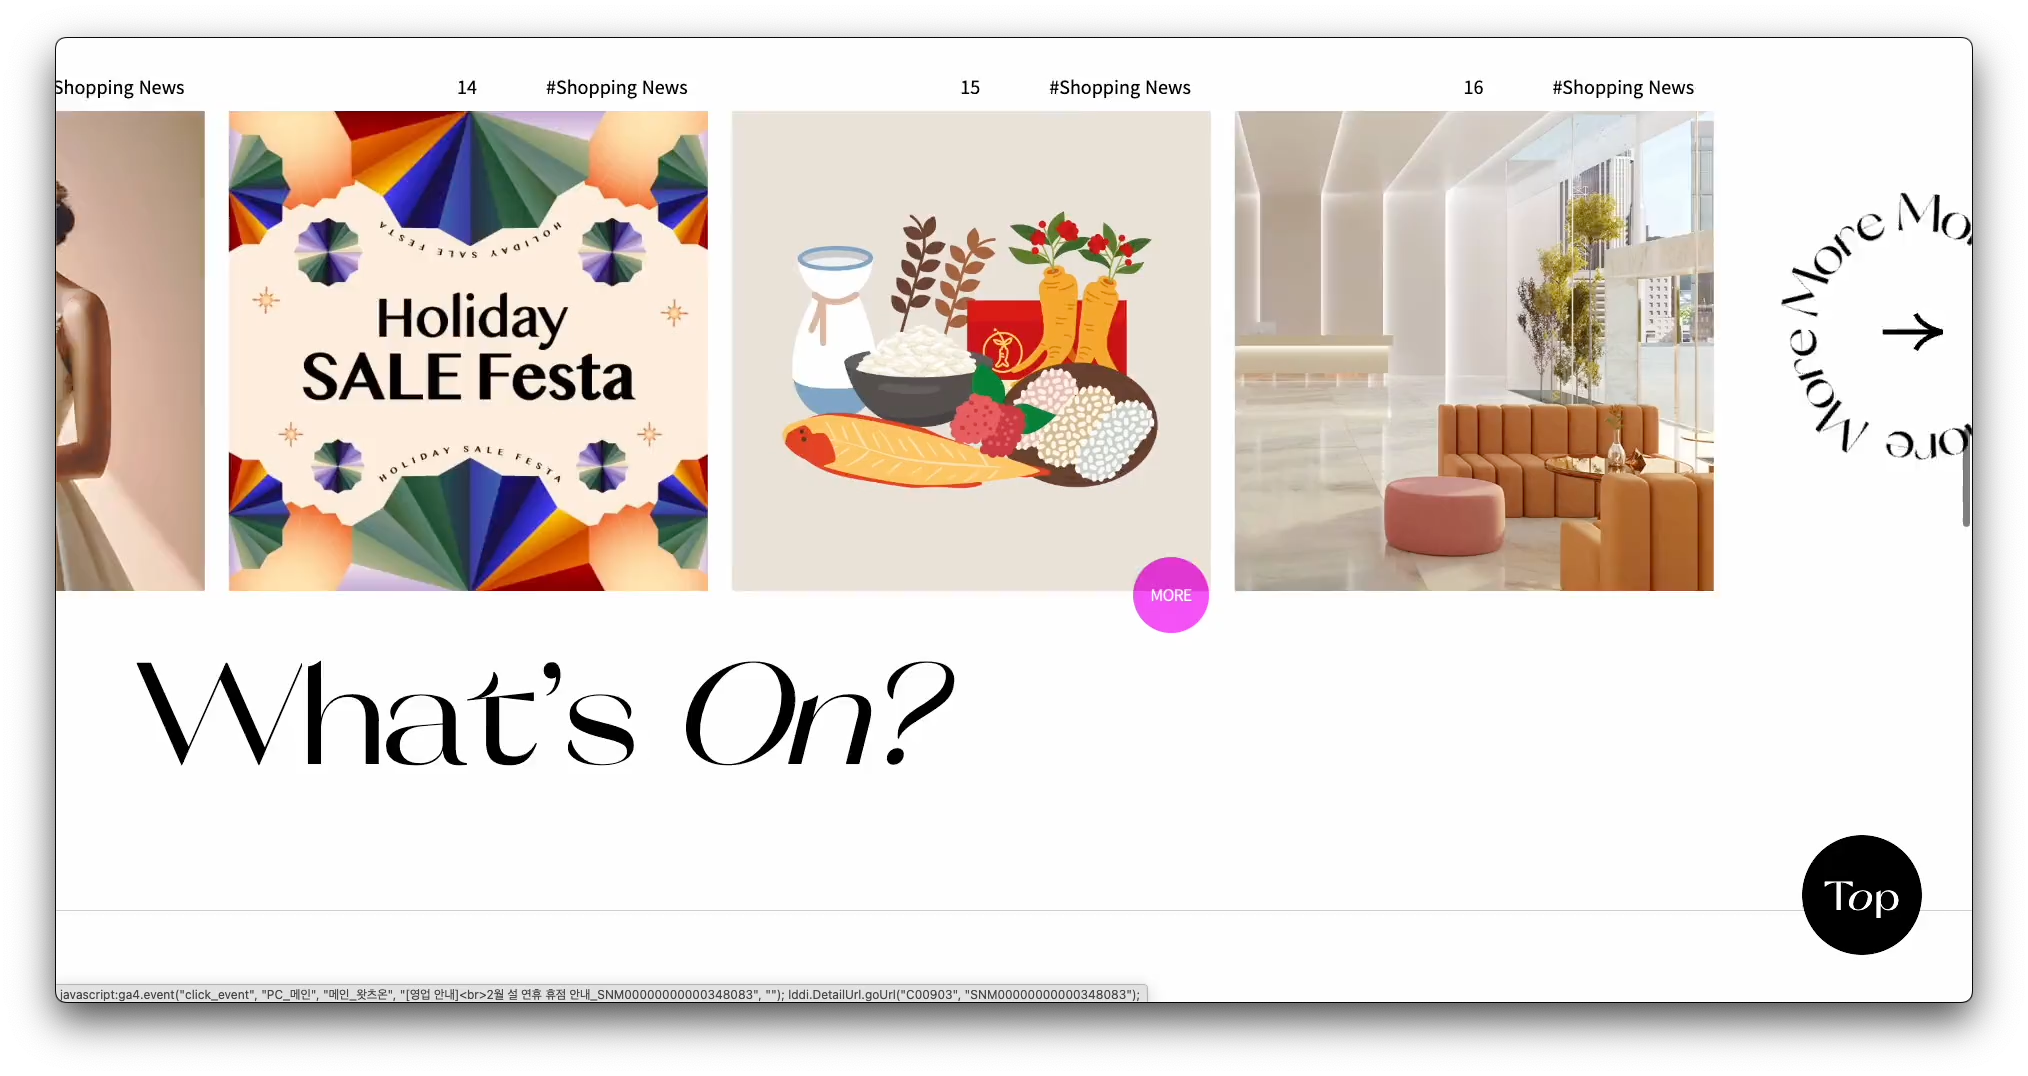 Shopping News
14 #Shopping News
15 #Shopping News
16 #Shopping News
HOLIDAY SALE FESTA
Holiday
SALE Festa
HOLIDAY SALE FESTA
More More More More
MORE
What's On?
Top
javascript:ga4.event("click_event", "PC_메인", "메인_왓츠온", "[영업 안내]<br>2월 설 연휴 휴점 안내_SNM00000000000348083", ""); lddi.DetailUrl.goUrl("C00903", "SNM00000000000348083");